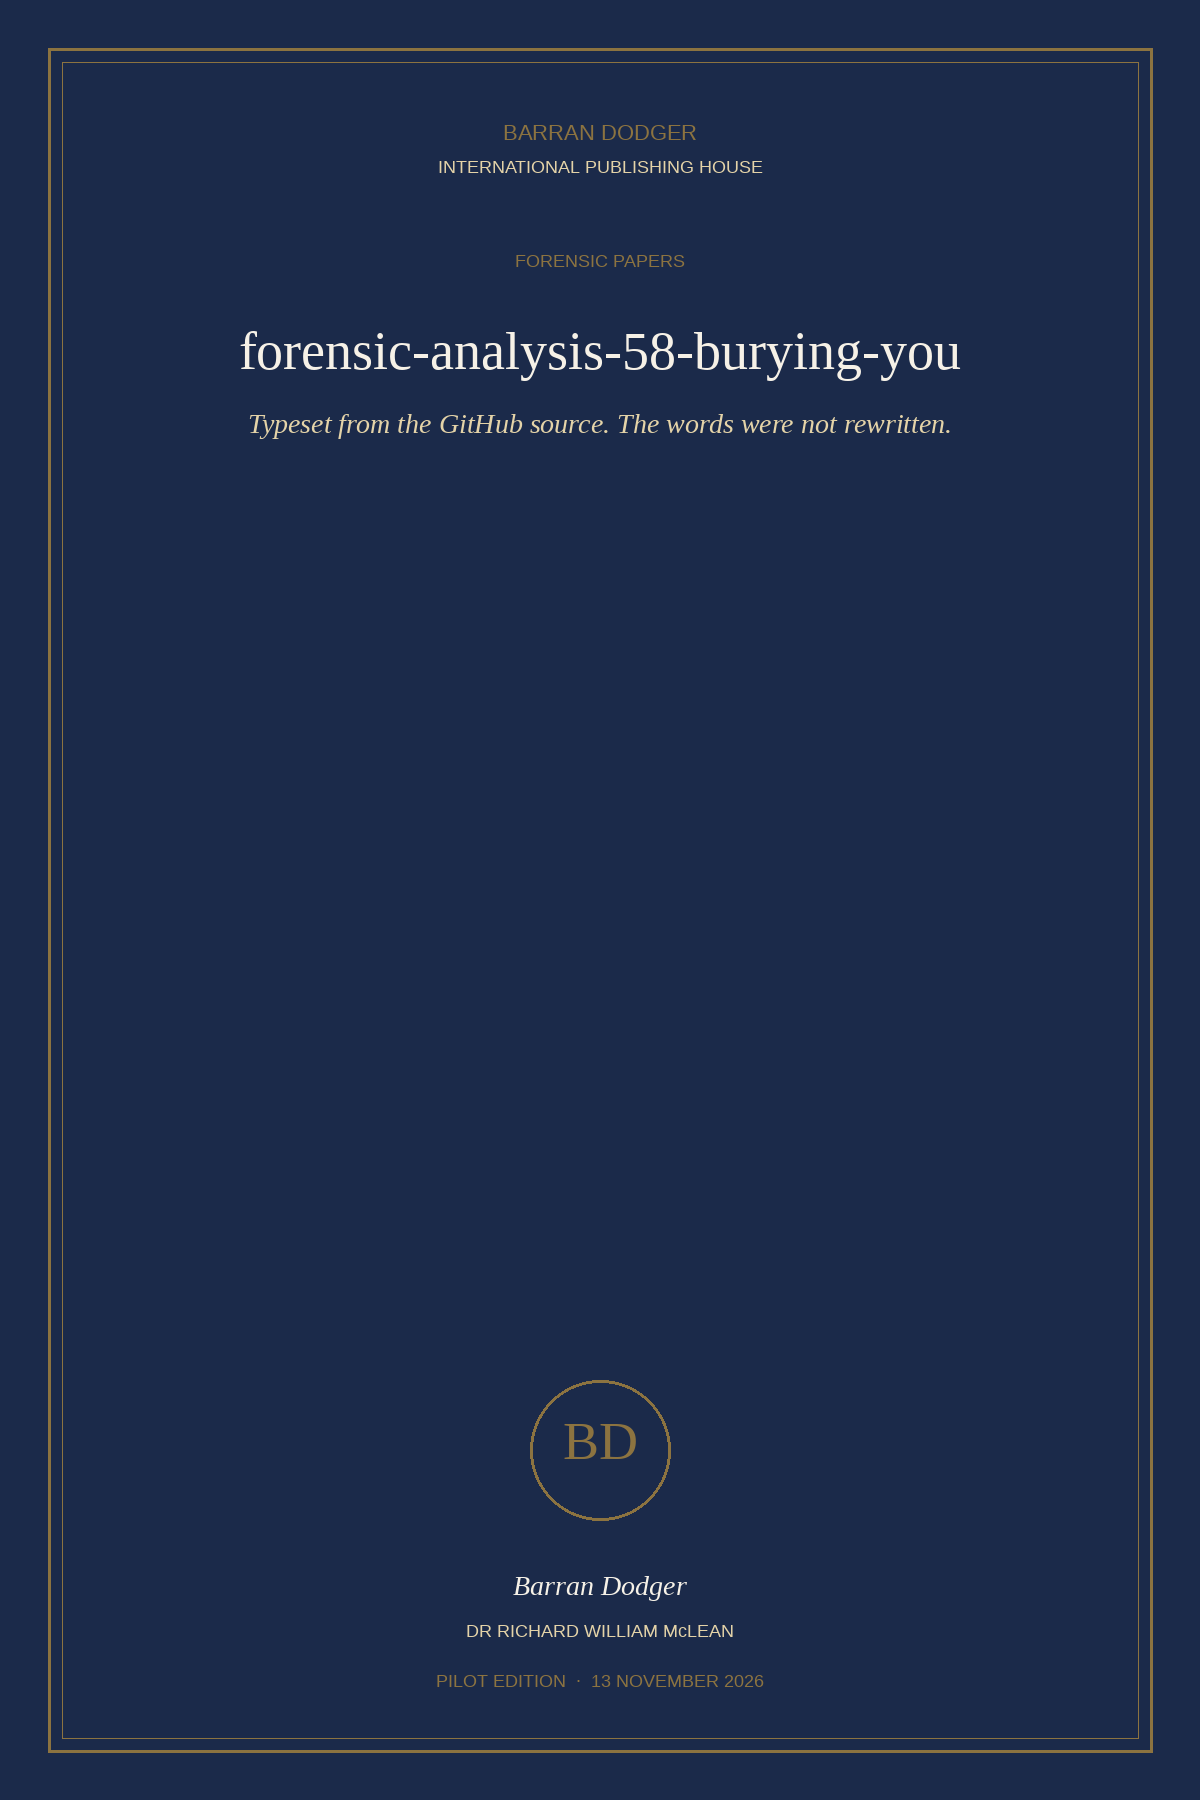 BARRAN DODGER
INTERNATIONAL PUBLISHING HOUSE
FORENSIC PAPERS
forensic-analysis-58-burying-you
Typeset from the GitHub source. The words were not rewritten.
BD
Barran Dodger
DR RICHARD WILLIAM McLEAN
PILOT EDITION · 13 NOVEMBER 2026